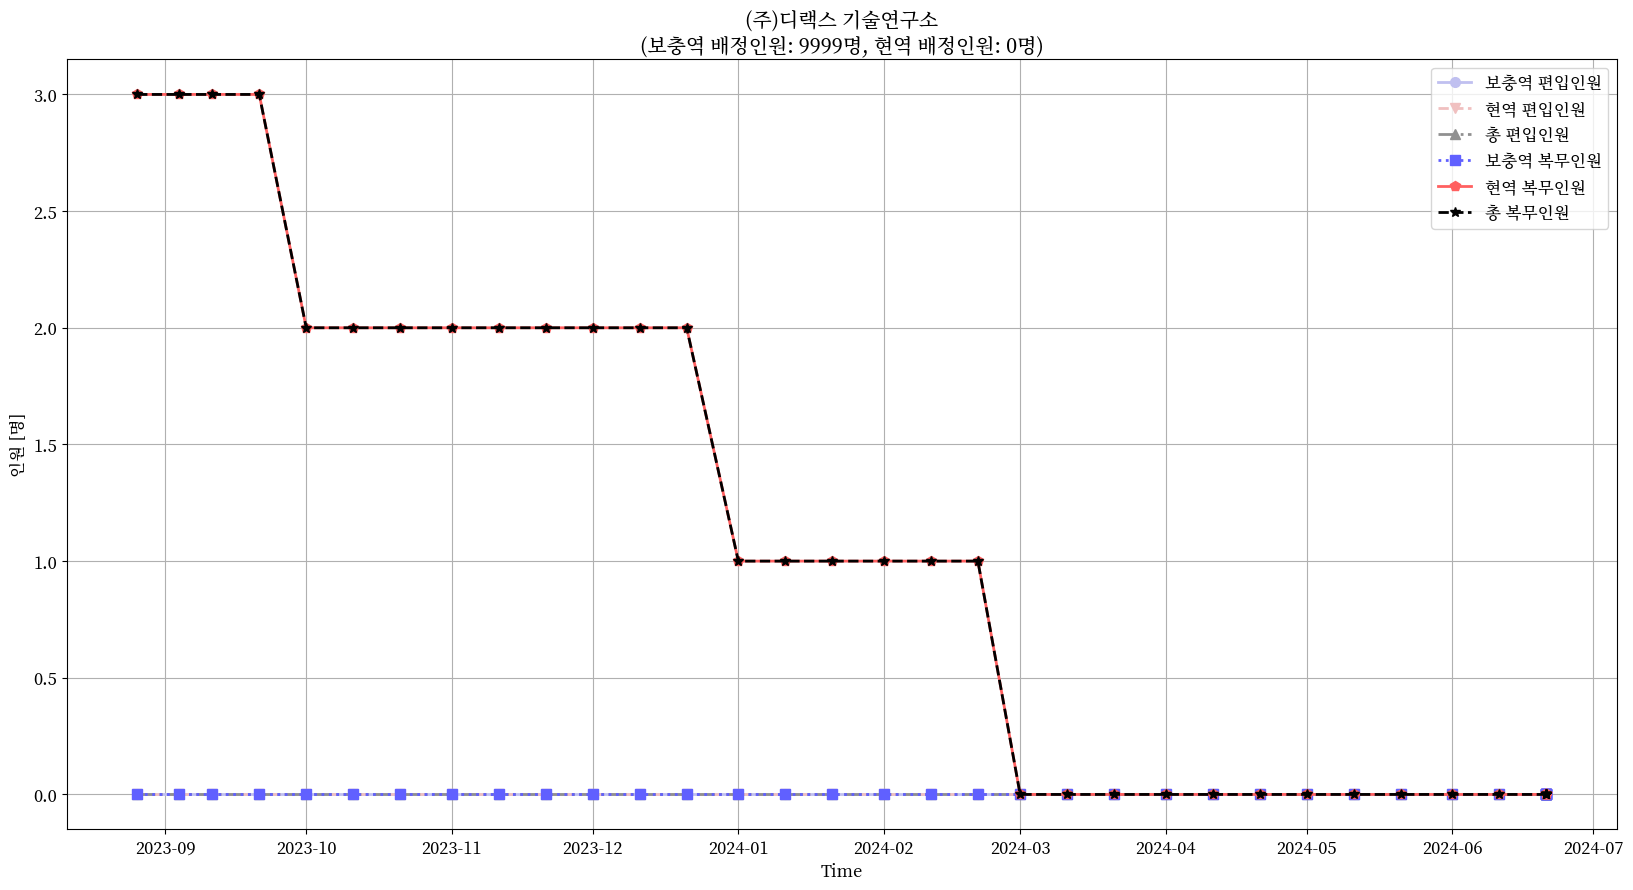 (주)디랙스 기술연구소
(보충역 배정인원: 9999명, 현역 배정인원: 0명)
보충역 편입인원
현역 편입인원
총 편입인원
보충역 복무인원
현역 복무인원
총 복무인원
인원 [명]
3.0
2.5
2.0
1.5
1.0
0.5
0.0
2023-09
2023-10
2023-11
2023-12
2024-01
2024-02
2024-03
2024-04
2024-05
2024-06
2024-07
Time